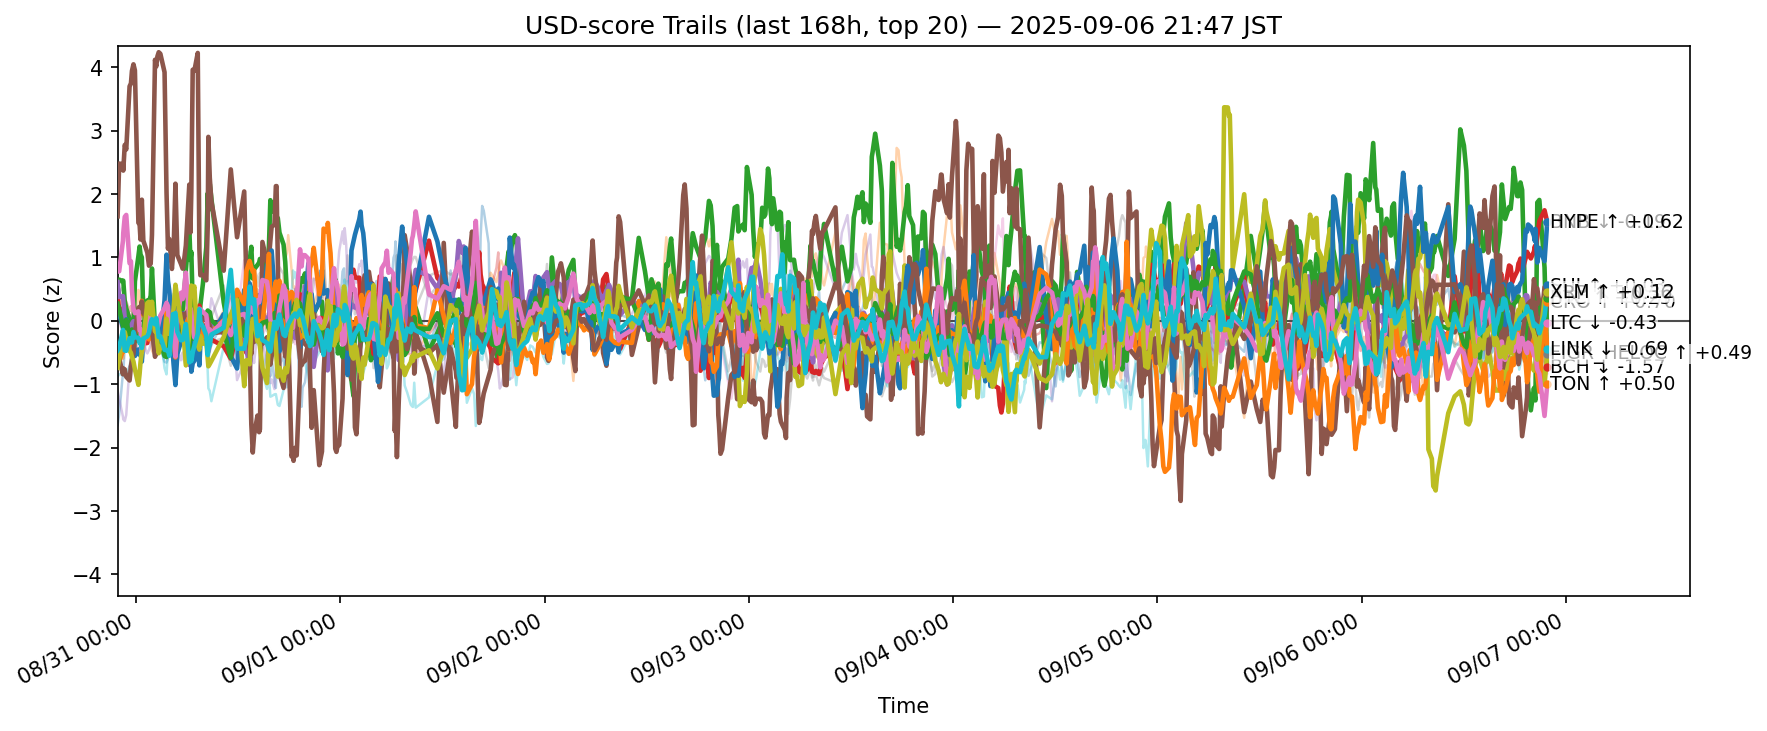 USD-score Trails (last 168h, top 20) — 2025-09-06 21:47 JST
Score (z)
4
3
2
1
0
−1
−2
−3
−4
HYPE ↑ +0.62
XLM ↑ +0.12
LTC ↓ -0.43
LINK ↓ -0.69
↑ +0.49
BCH ↓ -1.57
TON ↑ +0.50
08/31 00:00
09/01 00:00
09/02 00:00
09/03 00:00
09/04 00:00
09/05 00:00
09/06 00:00
09/07 00:00
Time